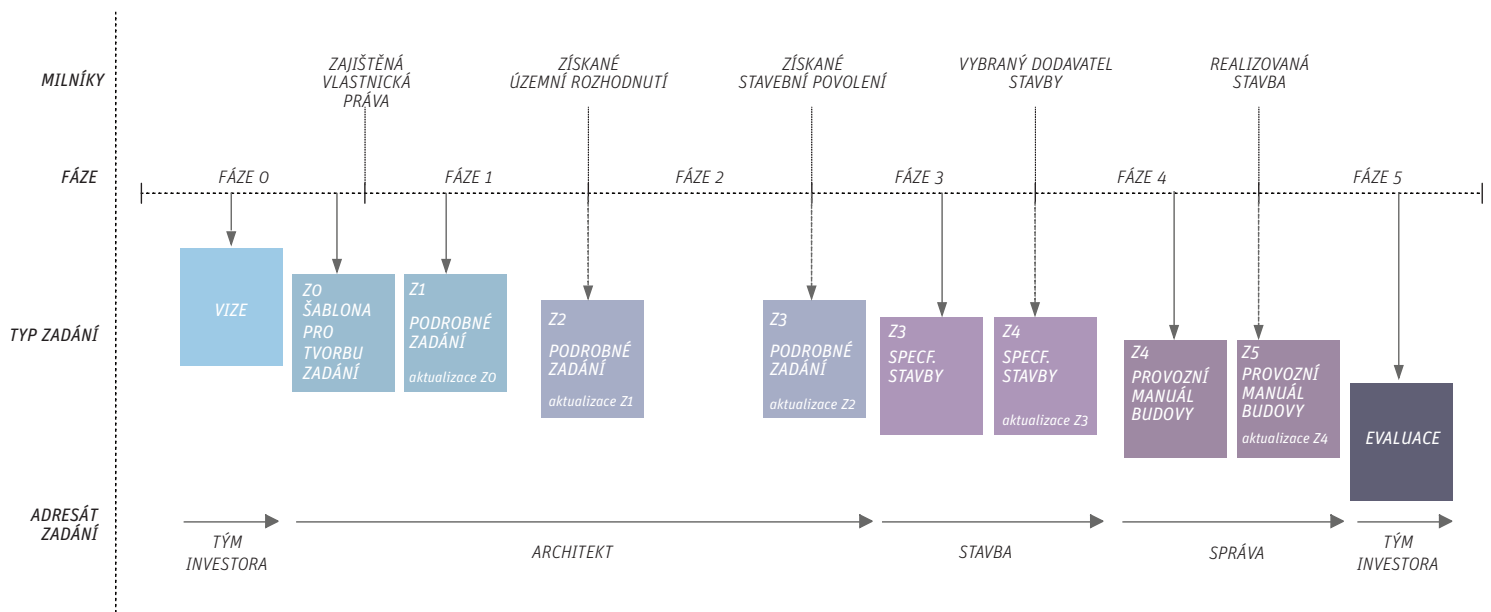 MILNÍKY
ZAJIŠTĚNÁ
VLASTNICKÁ
PRÁVA
ZÍSKANÉ
ÚZEMNÍ ROZHODNUTÍ
ZÍSKANÉ
STAVEBNÍ POVOLENÍ
VYBRANÝ DODAVATEL
STAVBY
REALIZOVANÁ
STAVBA
FÁZE
FÁZE 0
FÁZE 1
FÁZE 2
FÁZE 3
FÁZE 4
FÁZE 5
TYP ZADÁNÍ
VIZE
Z0
ŠABLONA
PRO
TVORBU
ZADÁNÍ
Z1
PODROBNÉ
ZADÁNÍ
aktualizace Z0
Z2
PODROBNÉ
ZADÁNÍ
aktualizace Z1
Z3
PODROBNÉ
ZADÁNÍ
aktualizace Z2
Z3
SPECF.
STAVBY
Z4
SPECF.
STAVBY
aktualizace Z3
Z4
PROVOZNÍ
MANUÁL
BUDOVY
Z5
PROVOZNÍ
MANUÁL
BUDOVY
aktualizace Z4
EVALUACE
ADRESÁT
ZADÁNÍ
TÝM
INVESTORA
ARCHITEKT
STAVBA
SPRÁVA
TÝM
INVESTORA